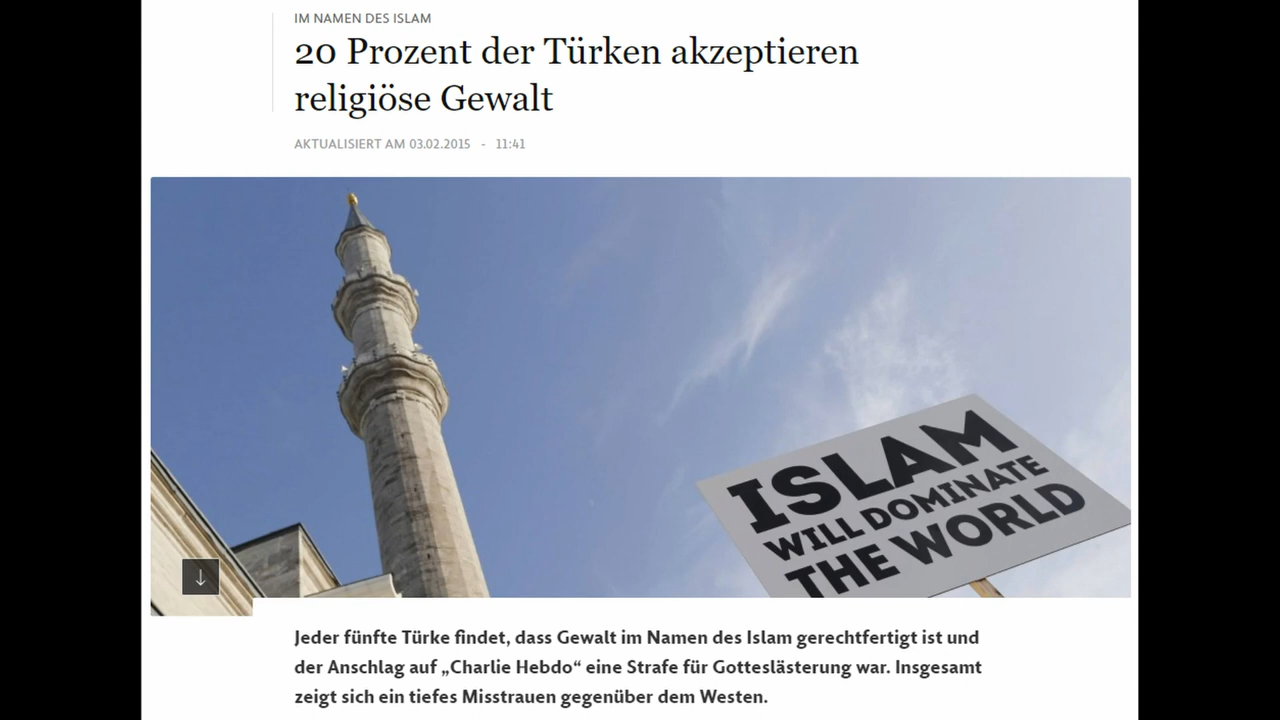 IM NAMEN DES ISLAM
20 Prozent der Türken akzeptieren
religiöse Gewalt
AKTUALISIERT AM 03.02.2015 - 11:41
ISLAM
WILL DOMINATE
THE WORLD
Jeder fünfte Türke findet, dass Gewalt im Namen des Islam gerechtfertigt ist und
der Anschlag auf „Charlie Hebdo“ eine Strafe für Gotteslästerung war. Insgesamt
zeigt sich ein tiefes Misstrauen gegenüber dem Westen.